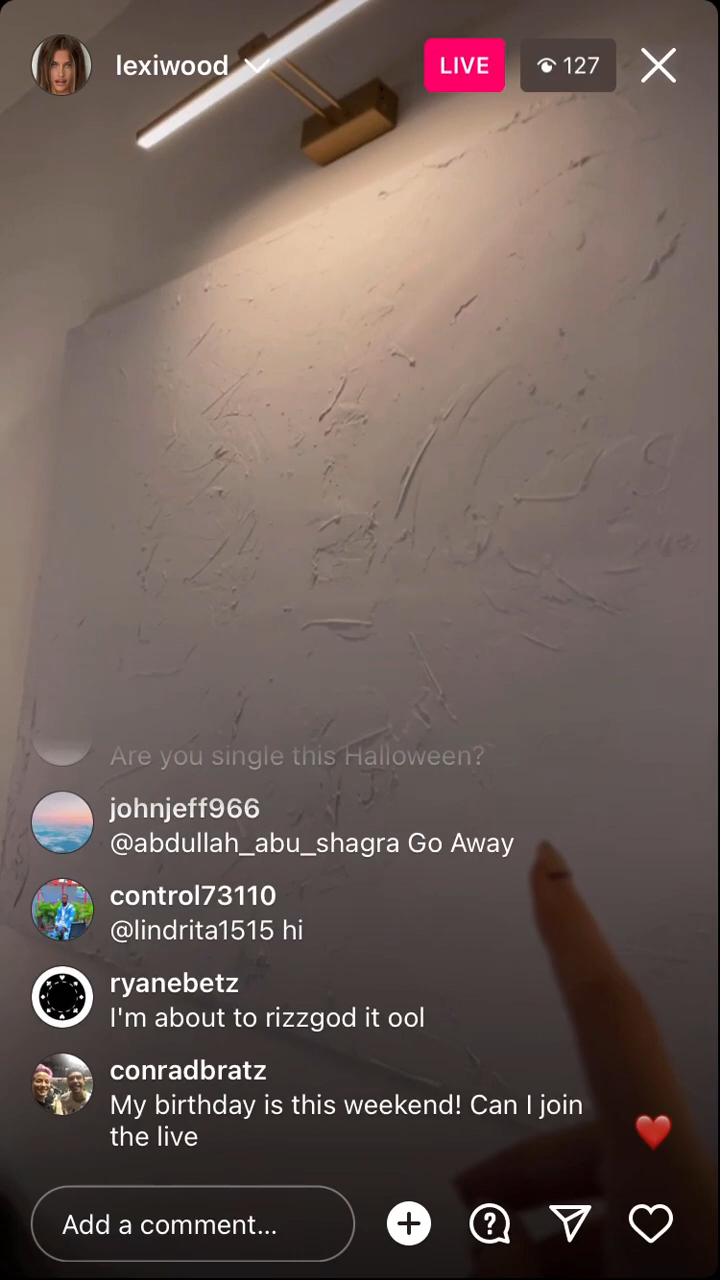 lexiwood
LIVE
127
Are you single this Halloween?
johnjeff966
@abdullah_abu_shagra Go Away
control73110
@lindrita1515 hi
ryanebetz
I'm about to rizzgod it ool
conradbratz
My birthday is this weekend! Can I join
the live
Add a comment...